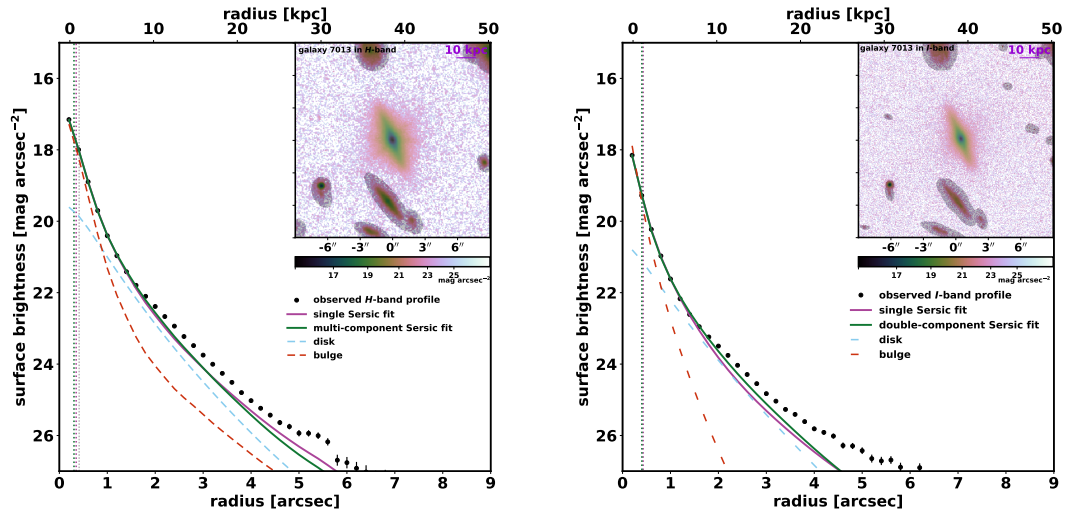 radius [kpc]
0 10 20 30 40 50
galaxy 7013 in H-band
10 kpc
16
18
20
22
24
26
surface brightness [mag arcsec−2]
-6″ -3″ 0″ 3″ 6″
17 19 21 23 25
mag arcsec−2
observed H-band profile
single Sersic fit
multi-component Sersic fit
disk
bulge
0 1 2 3 4 5 6 7 8 9
radius [arcsec]
radius [kpc]
0 10 20 30 40 50
galaxy 7013 in I-band
10 kpc
16
18
20
22
24
26
surface brightness [mag arcsec−2]
-6″ -3″ 0″ 3″ 6″
17 19 21 23 25
mag arcsec−2
observed I-band profile
single Sersic fit
double-component Sersic fit
disk
bulge
0 1 2 3 4 5 6 7 8 9
radius [arcsec]